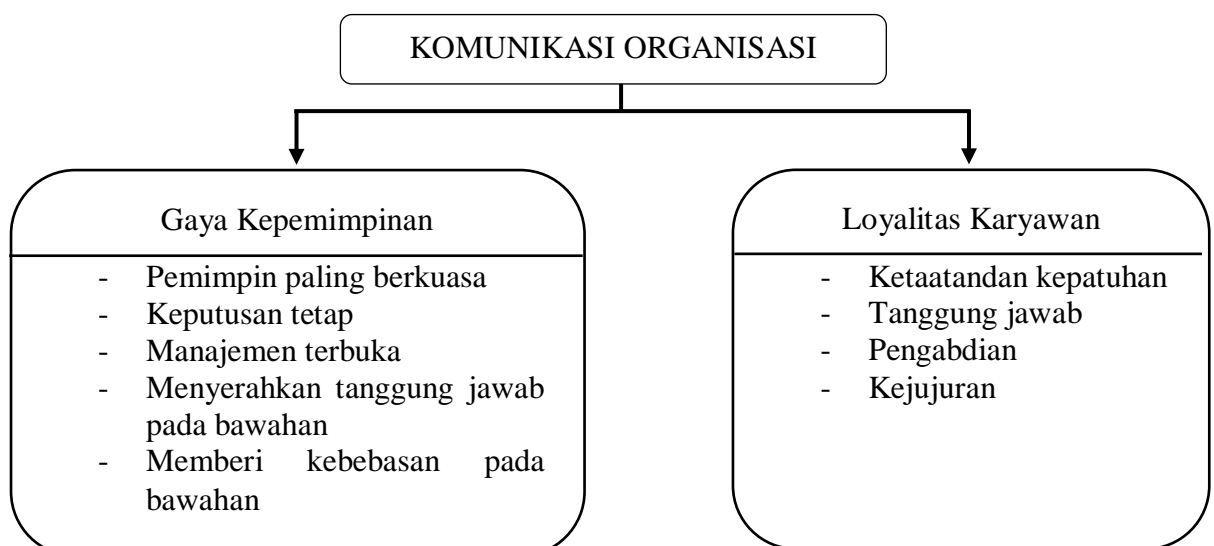 KOMUNIKASI ORGANISASI
Gaya Kepemimpinan
- Pemimpin paling berkuasa
- Keputusan tetap
- Manajemen terbuka
- Menyerahkan tanggung jawab
pada bawahan
- Memberi kebebasan pada
bawahan
Loyalitas Karyawan
- Ketaatandan kepatuhan
- Tanggung jawab
- Pengabdian
- Kejujuran